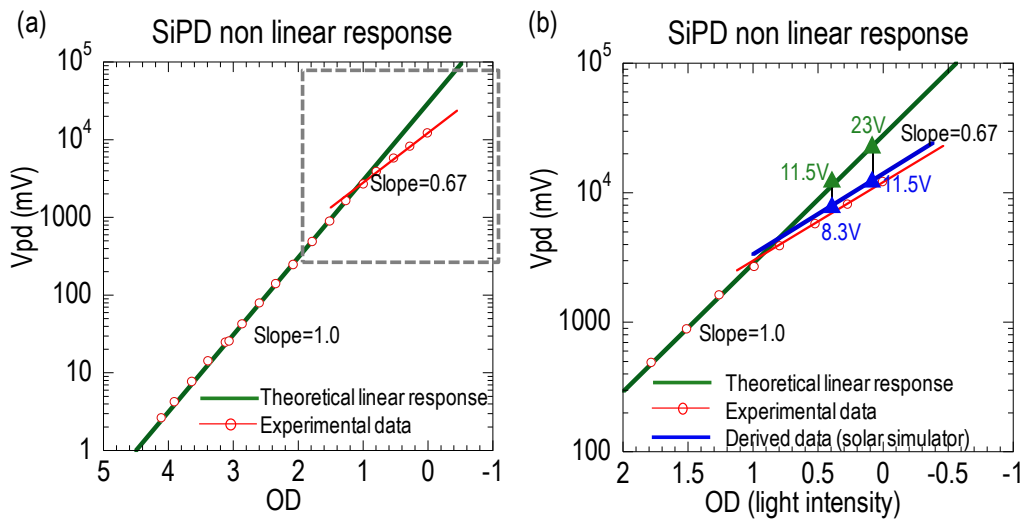 (a)
SiPD non linear response
10^5
10^4
1000
100
10
1
Vpd (mV)
Slope=0.67
Slope=1.0
Theoretical linear response
Experimental data
5 4 3 2 1 0 -1
OD
(b)
SiPD non linear response
10^5
10^4
1000
100
Vpd (mV)
23V
Slope=0.67
11.5V
11.5V
8.3V
Slope=1.0
Theoretical linear response
Experimental data
Derived data (solar simulator)
2 1.5 1 0.5 0 -0.5 -1
OD (light intensity)